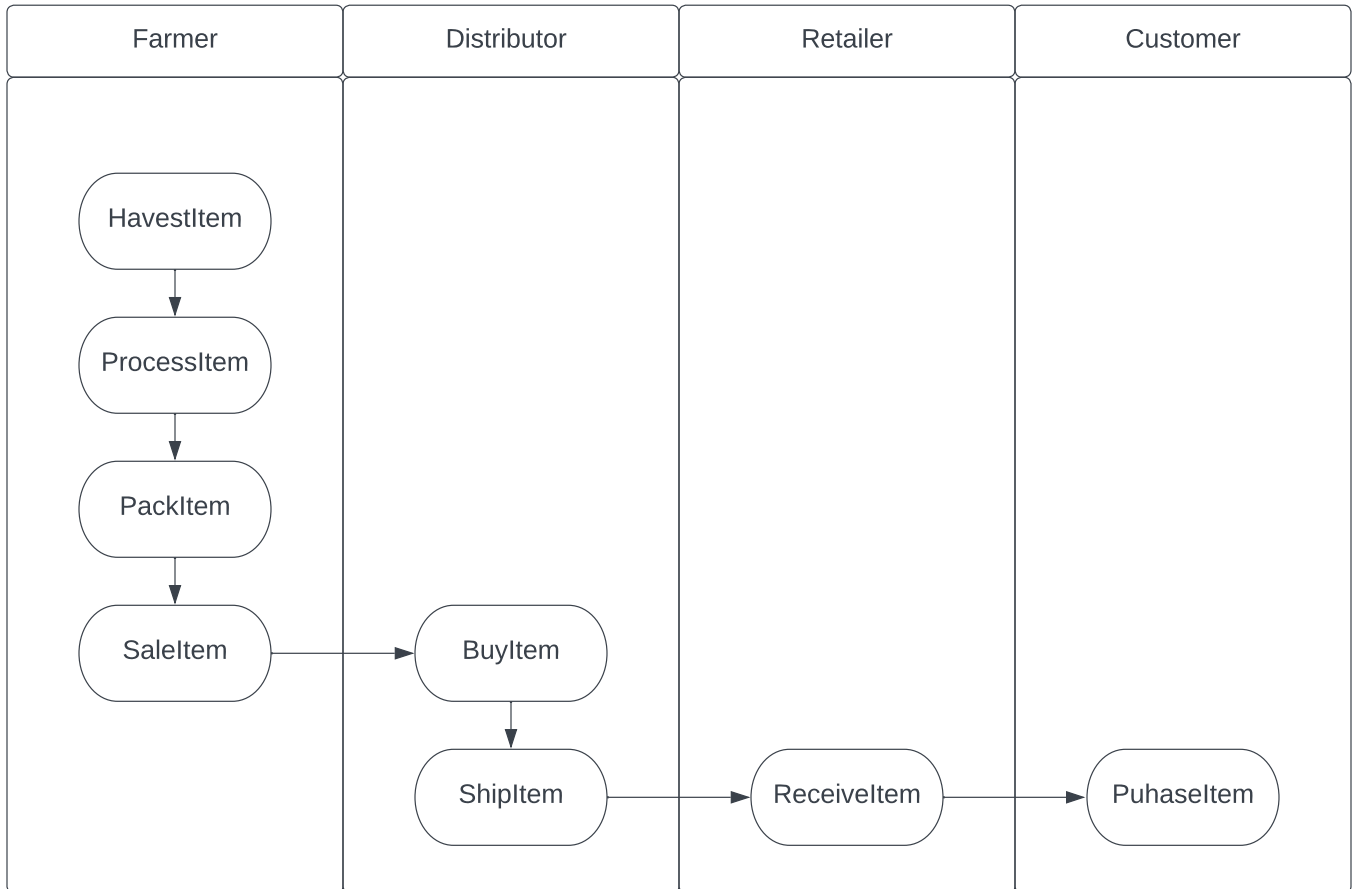 Farmer
Distributor
Retailer
Customer
HavestItem
ProcessItem
PackItem
SaleItem
BuyItem
ShipItem
ReceiveItem
PuhaseItem